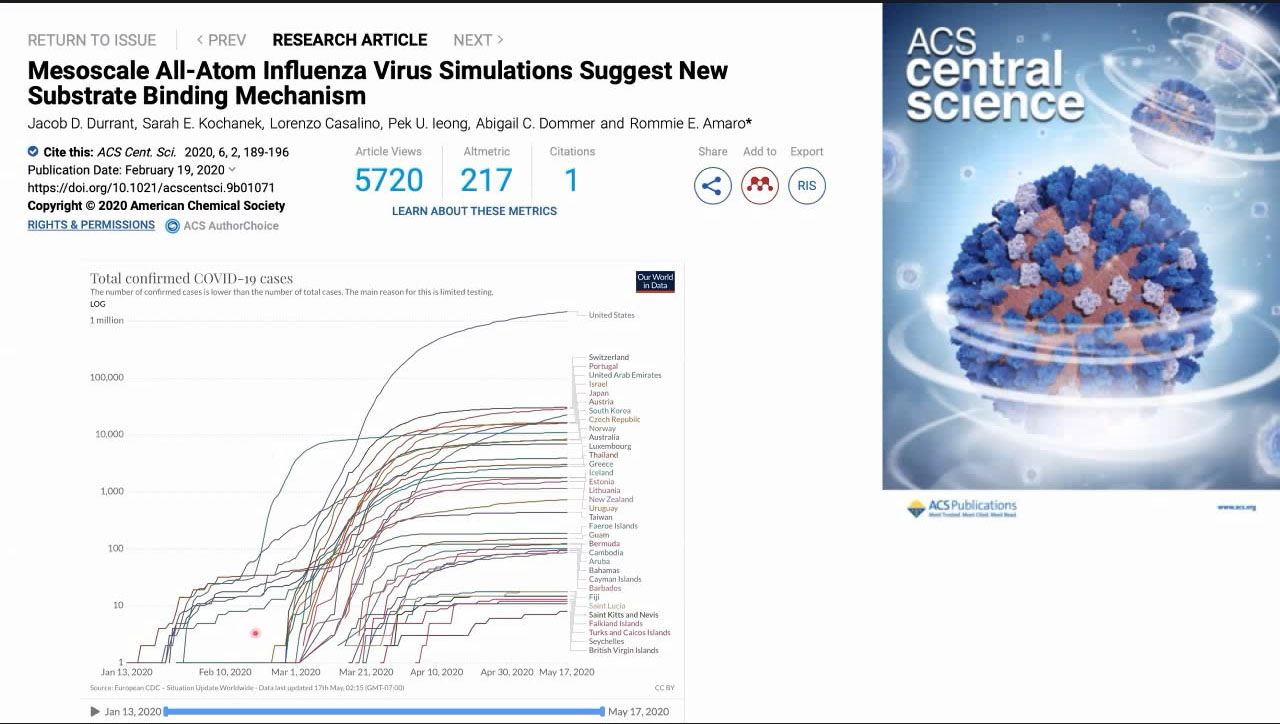 RETURN TO ISSUE
< PREV
RESEARCH ARTICLE
NEXT >
Mesoscale All-Atom Influenza Virus Simulations Suggest New
Substrate Binding Mechanism
Jacob D. Durrant, Sarah E. Kochanek, Lorenzo Casalino, Pek U. Ieong, Abigail C. Dommer and Rommie E. Amaro*
Cite this: ACS Cent. Sci. 2020, 6, 2, 189-196
Publication Date: February 19, 2020
https://doi.org/10.1021/acscentsci.9b01071
Copyright © 2020 American Chemical Society
RIGHTS & PERMISSIONS
ACS AuthorChoice
Article Views
5720
Altmetric
217
Citations
1
LEARN ABOUT THESE METRICS
Share
Add to
Export
RIS
ACS
central
science
ACS Publications
Most Trusted. Most Cited. Most Read.
www.acs.org
Total confirmed COVID-19 cases
The number of confirmed cases is lower than the number of total cases. The main reason for this is limited testing.
LOG
Our World
in Data
1 million
100,000
10,000
1,000
100
10
1
United States
Switzerland
Portugal
United Arab Emirates
Israel
Japan
Austria
South Korea
Czech Republic
Norway
Australia
Luxembourg
Thailand
Greece
Iceland
Estonia
Lithuania
New Zealand
Uruguay
Taiwan
Faeroe Islands
Guam
Bermuda
Cambodia
Aruba
Bahamas
Cayman Islands
Barbados
Fiji
Saint Lucia
Saint Kitts and Nevis
Falkland Islands
Turks and Caicos Islands
Seychelles
British Virgin Islands
Jan 13, 2020
Feb 10, 2020
Mar 1, 2020
Mar 21, 2020
Apr 10, 2020
Apr 30, 2020
May 17, 2020
Source: European CDC – Situation Update Worldwide - Data last updated 17th May, 02:15 (GMT-07:00)
CC BY
Jan 13, 2020
May 17, 2020